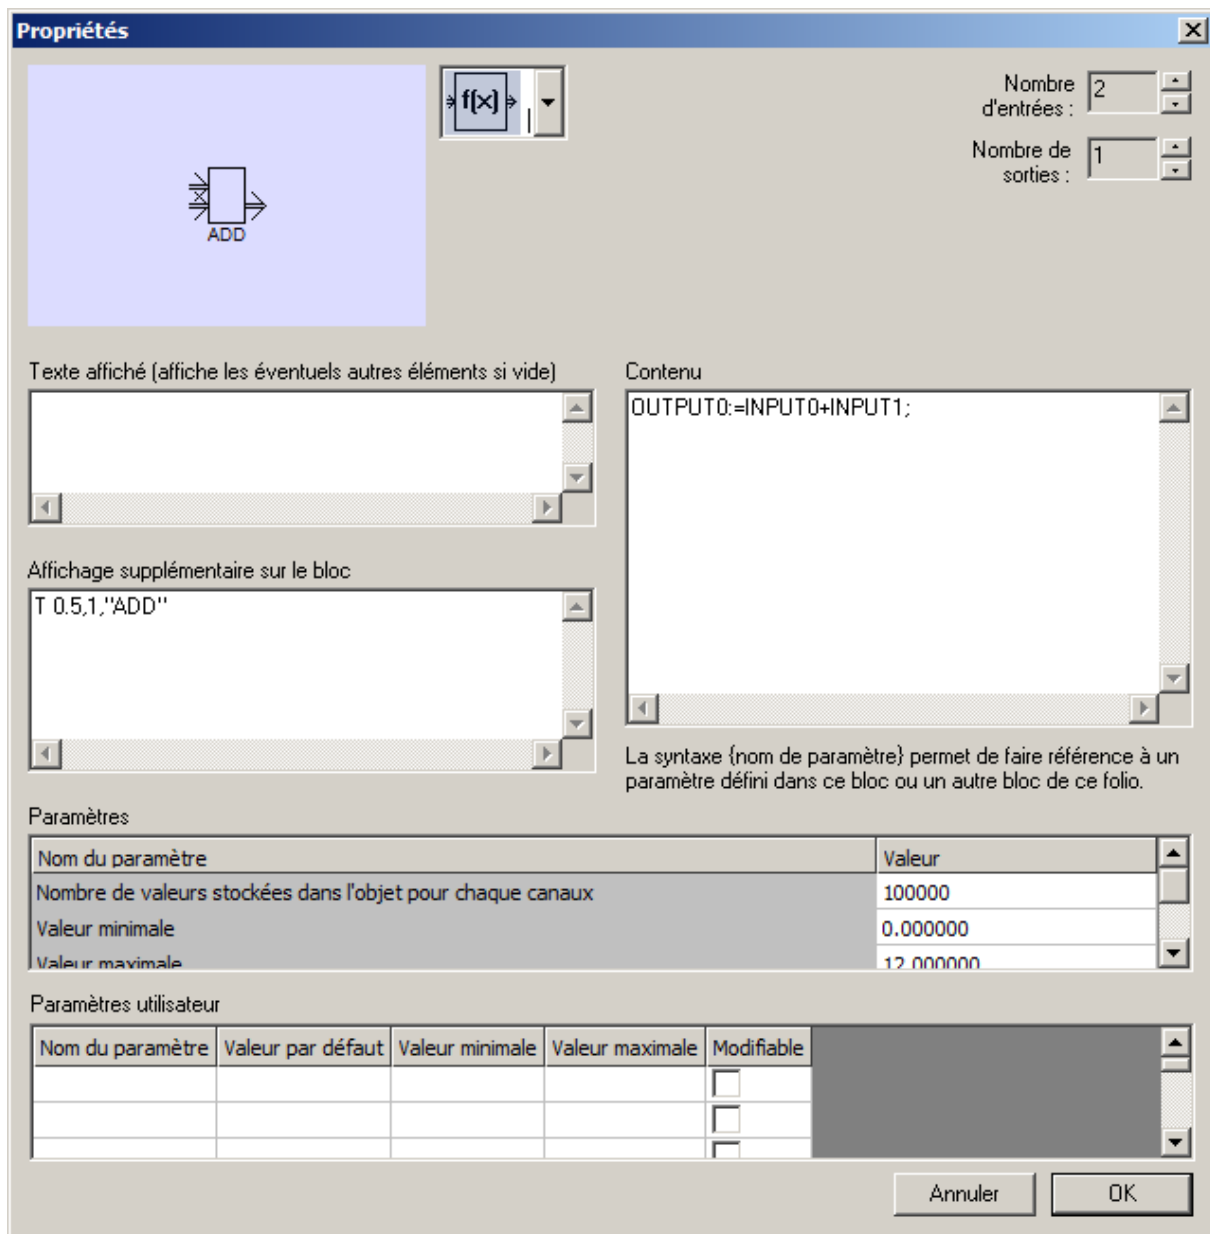 Propriétés
f(x)
Nombre
d'entrées :
2
Nombre de
sorties :
1
ADD
Texte affiché (affiche les éventuels autres éléments si vide)
Contenu
OUTPUT0:=INPUT0+INPUT1;
Affichage supplémentaire sur le bloc
T 0.5,1,"ADD"
La syntaxe {nom de paramètre} permet de faire référence à un
paramètre défini dans ce bloc ou un autre bloc de ce folio.
Paramètres
Nom du paramètre Valeur
Nombre de valeurs stockées dans l'objet pour chaque canaux 100000
Valeur minimale 0.000000
Valeur maximale 12.000000
Paramètres utilisateur
Nom du paramètre Valeur par défaut Valeur minimale Valeur maximale Modifiable
Annuler OK